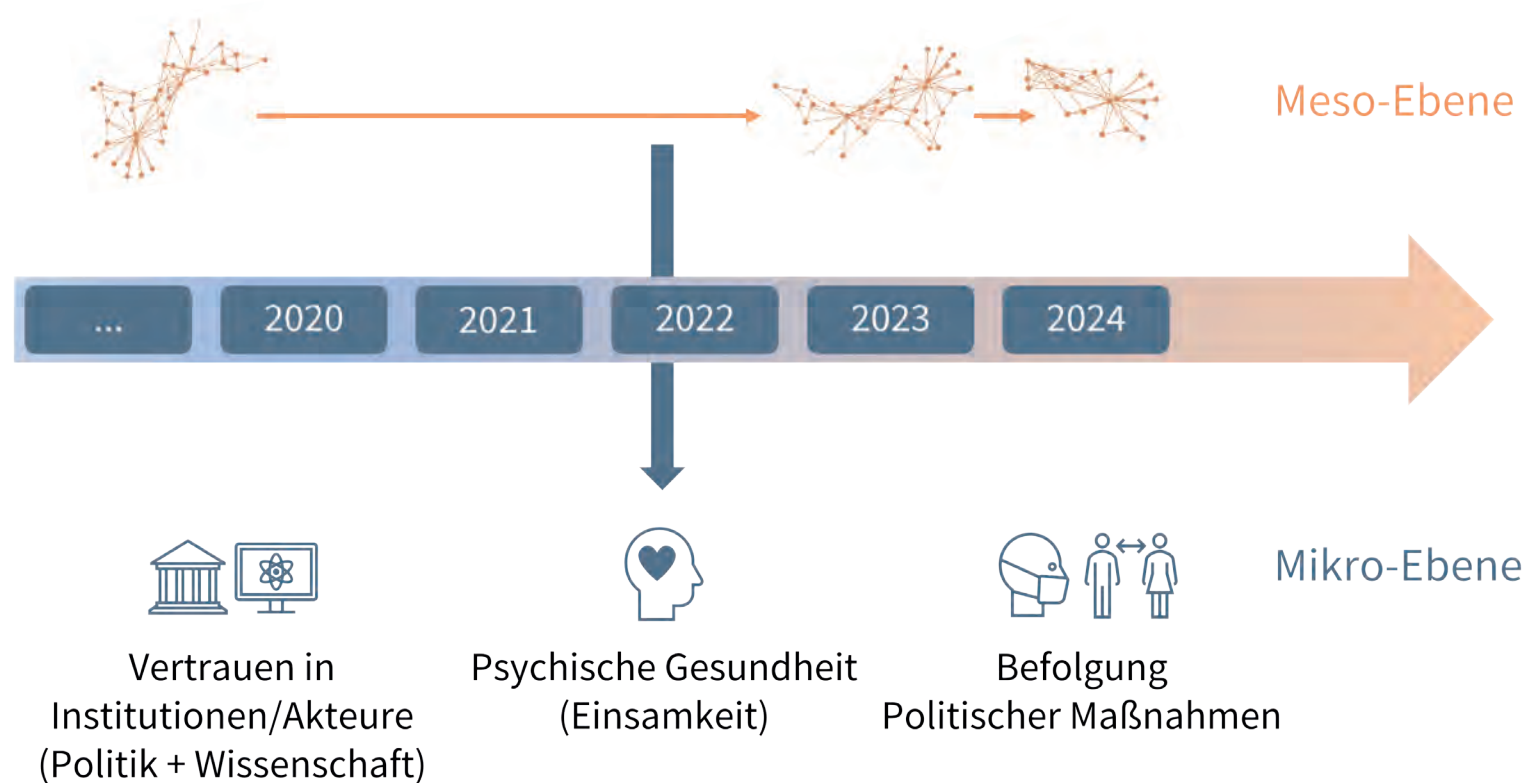 Meso-Ebene
...
2020
2021
2022
2023
2024
Mikro-Ebene
Vertrauen in
Institutionen/Akteure
(Politik + Wissenschaft)
Psychische Gesundheit
(Einsamkeit)
Befolgung
Politischer Maßnahmen